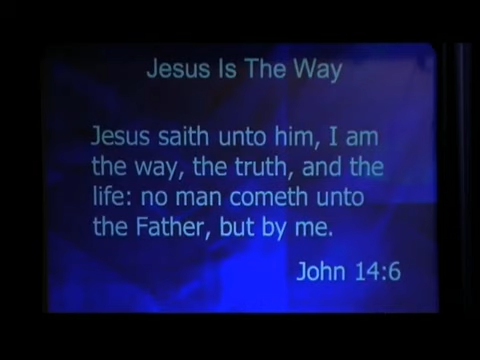 Jesus Is The Way
Jesus saith unto him, I am
the way, the truth, and the
life: no man cometh unto
the Father, but by me.
John 14:6